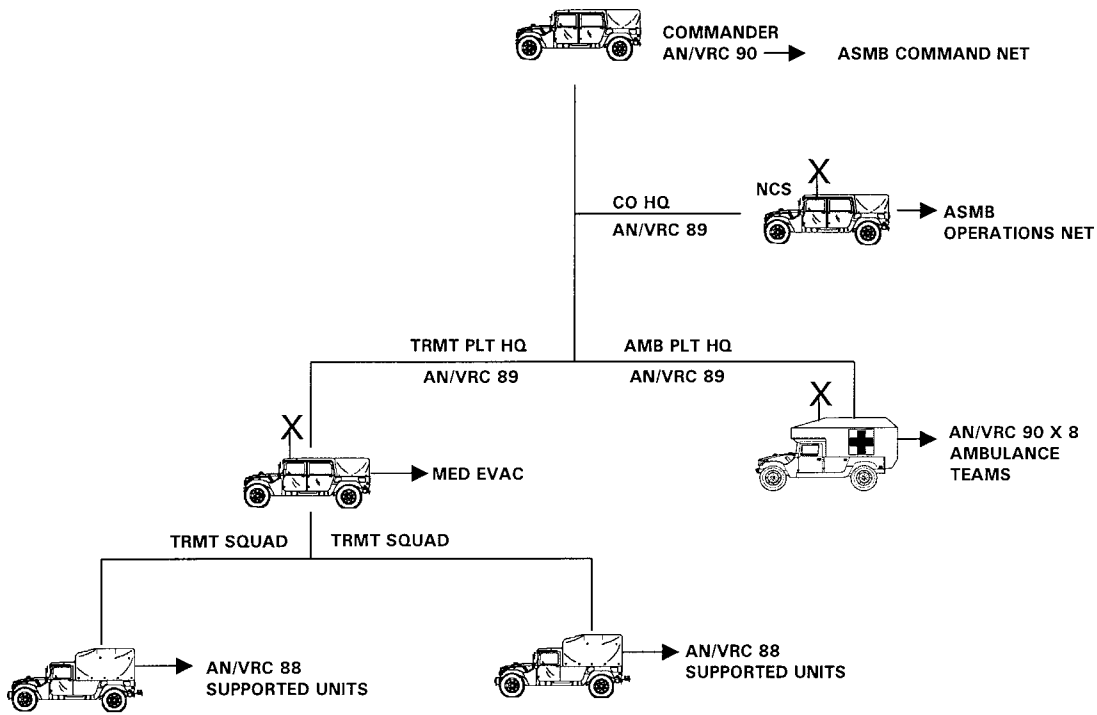 COMMANDER
AN/VRC 90
ASMB COMMAND NET
X
NCS
CO HQ
AN/VRC 89
ASMB
OPERATIONS NET
TRMT PLT HQ
AN/VRC 89
AMB PLT HQ
AN/VRC 89
X
X
AN/VRC 90 X 8
AMBULANCE
TEAMS
MED EVAC
TRMT SQUAD
TRMT SQUAD
AN/VRC 88
SUPPORTED UNITS
AN/VRC 88
SUPPORTED UNITS